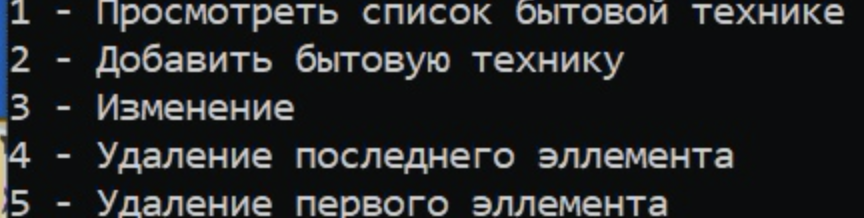 1 - Просмотреть список бытовой технике
2 - Добавить бытовую технику
3 - Изменение
4 - Удаление последнего эллемента
5 - Удаление первого эллемента